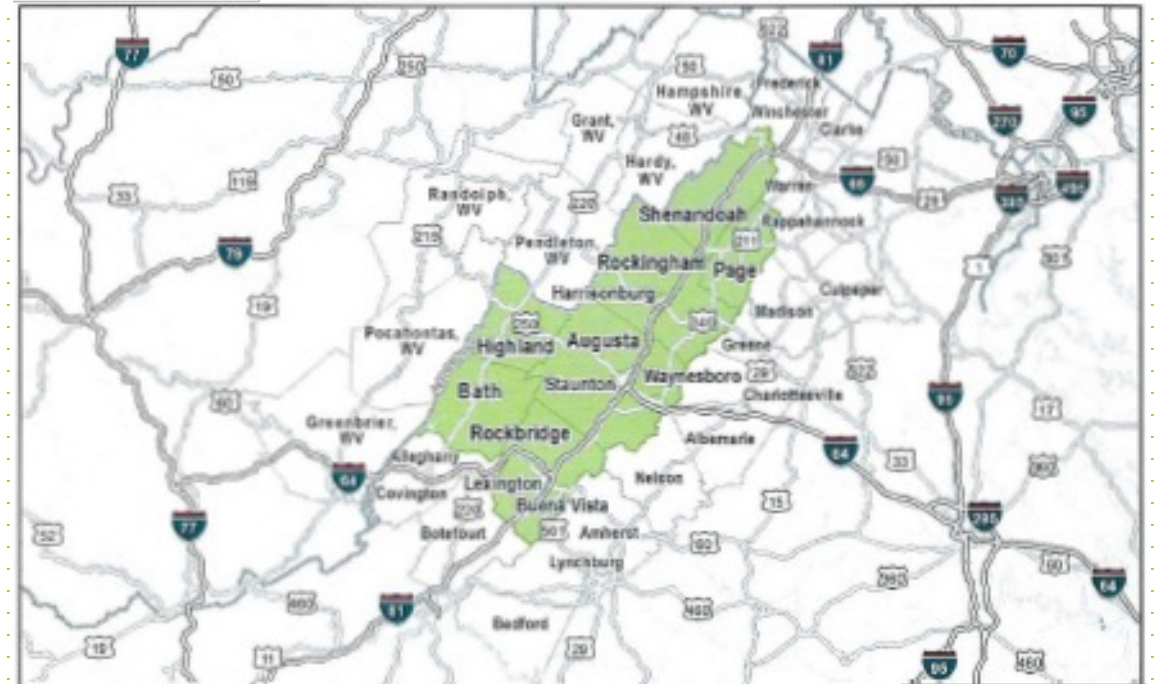 522
77
81
70
50
250
50
Frederick
Hampshire,
WV
95
Winchester
270
Grant,
WV
Clarke
48
50
Hardy,
WV
66
Warren
495
119
33
Randolph,
WV
29
220
Shenandoah
Rappahannock
219
211
Pendleton,
WV
79
301
1
Rockingham
Page
Culpeper
Harrisonburg
19
Madison
250
340
Pocahontas,
WV
Highland
Augusta
Greene
29
522
Waynesboro
Staunton
Bath
Charlottesville
95
60
17
Greenbrier,
WV
Rockbridge
Albemarle
64
Alleghany
33
360
64
Nelson
Lexington
Covington
15
Buena Vista
220
295
77
Botetourt
501
Amherst
52
60
Lynchburg
60
360
64
460
81
460
Bedford
19
29
11
95
460